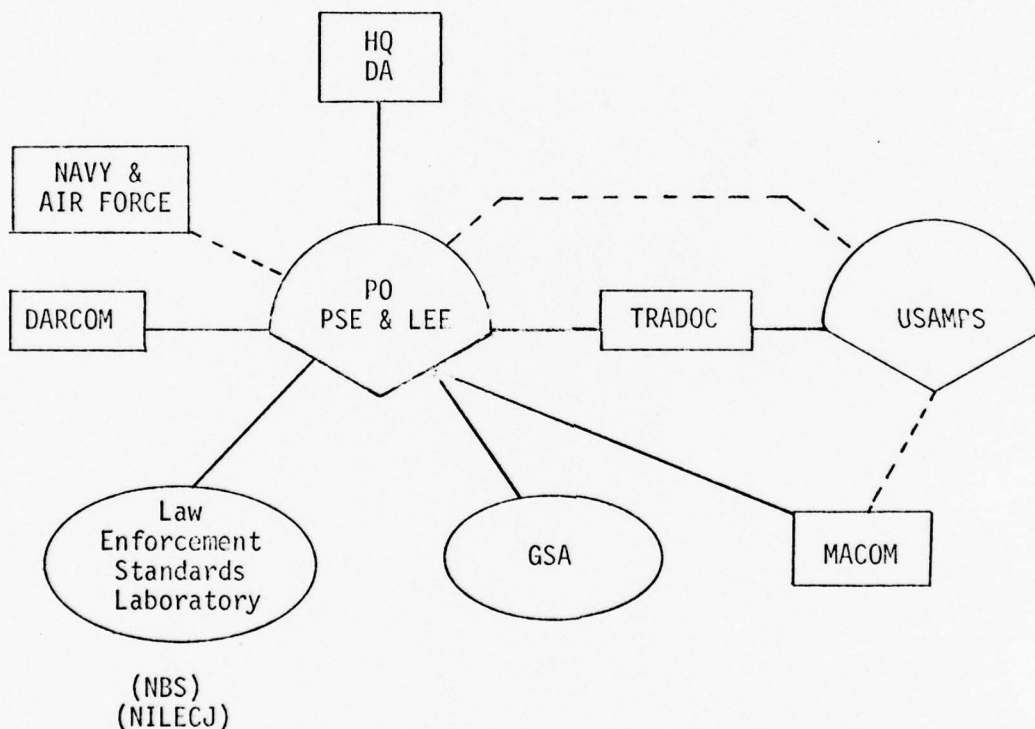 HQ
DA
NAVY &
AIR FORCE
PO
PSE & LEE
DARCOM
TRADOC
USAMPS
Law
Enforcement
Standards
Laboratory
GSA
MACOM
(NBS)
(NILECJ)